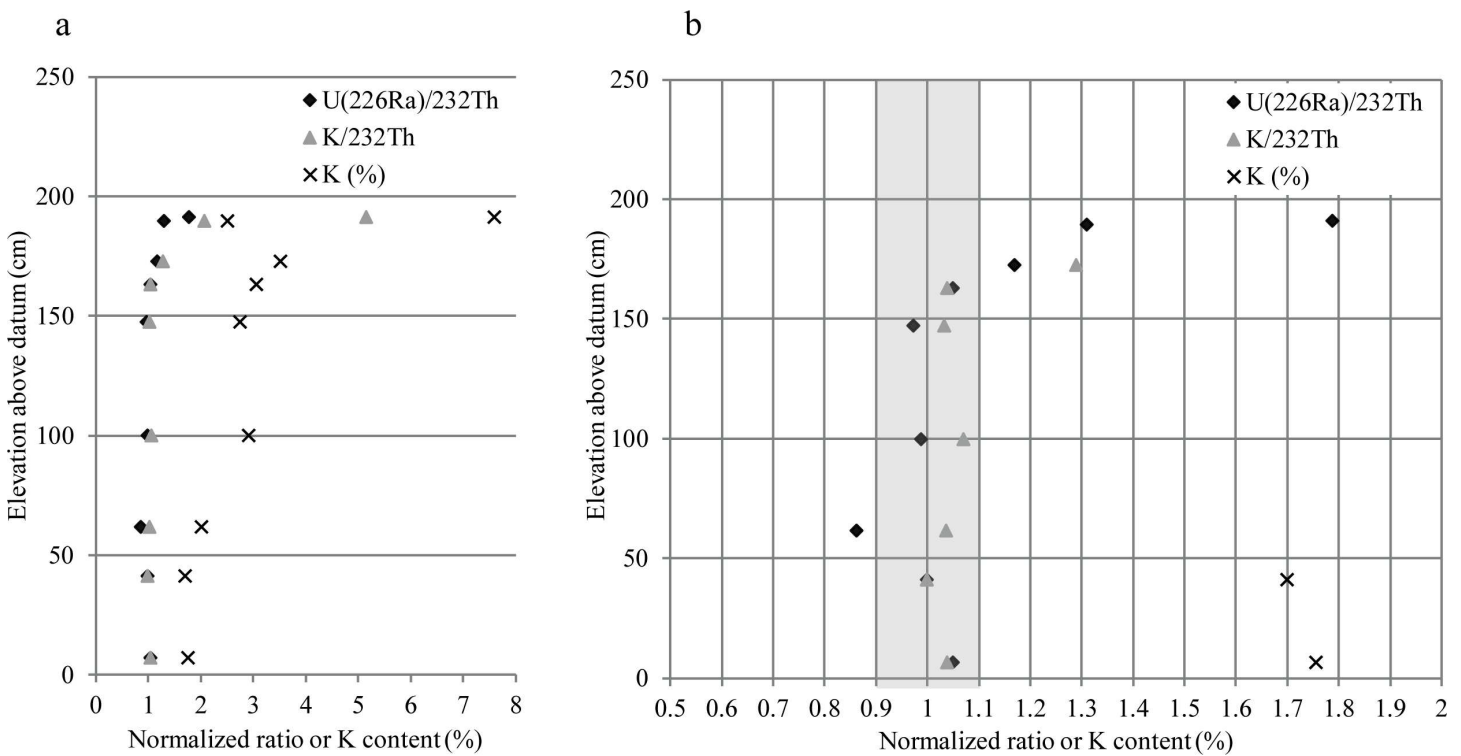 a
250
200
150
100
50
0
Elevation above datum (cm)
U(226Ra)/232Th
K/232Th
K (%)
0 1 2 3 4 5 6 7 8
Normalized ratio or K content (%)
b
250
200
150
100
50
0
Elevation above datum (cm)
U(226Ra)/232Th
K/232Th
K (%)
0.5 0.6 0.7 0.8 0.9 1 1.1 1.2 1.3 1.4 1.5 1.6 1.7 1.8 1.9 2
Normalized ratio or K content (%)